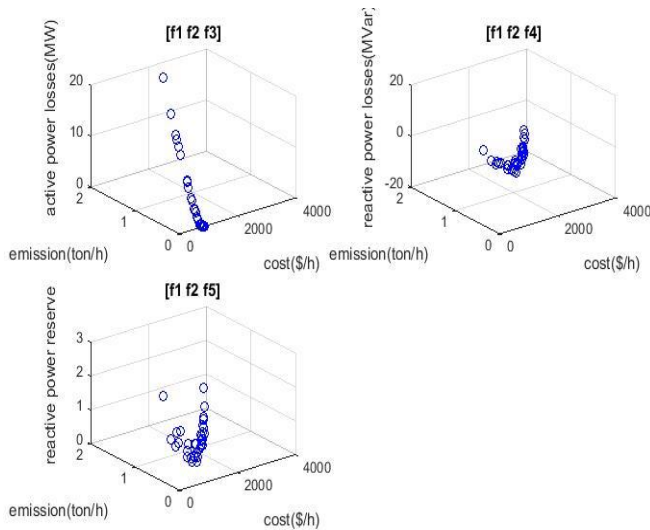 [f1 f2 f3]
active power losses(MW)
20
10
0
2
1
0
0
2000
4000
emission(ton/h)
cost($/h)
[f1 f2 f4]
reactive power losses(MVar)
20
0
-20
2
1
0
0
2000
4000
emission(ton/h)
cost($/h)
[f1 f2 f5]
reactive power reserve
3
2
1
0
2
1
0
0
2000
4000
emission(ton/h)
cost($/h)